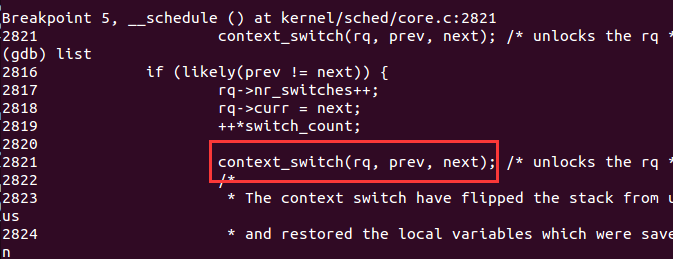 Breakpoint 5, __schedule () at kernel/sched/core.c:2821
2821 context_switch(rq, prev, next); /* unlocks the rq *
(gdb) list
2816 if (likely(prev != next)) {
2817 rq->nr_switches++;
2818 rq->curr = next;
2819 ++*switch_count;
2820
2821 context_switch(rq, prev, next); /* unlocks the rq *
2822 /*
2823 * The context switch have flipped the stack from u
us
2824 * and restored the local variables which were save
n